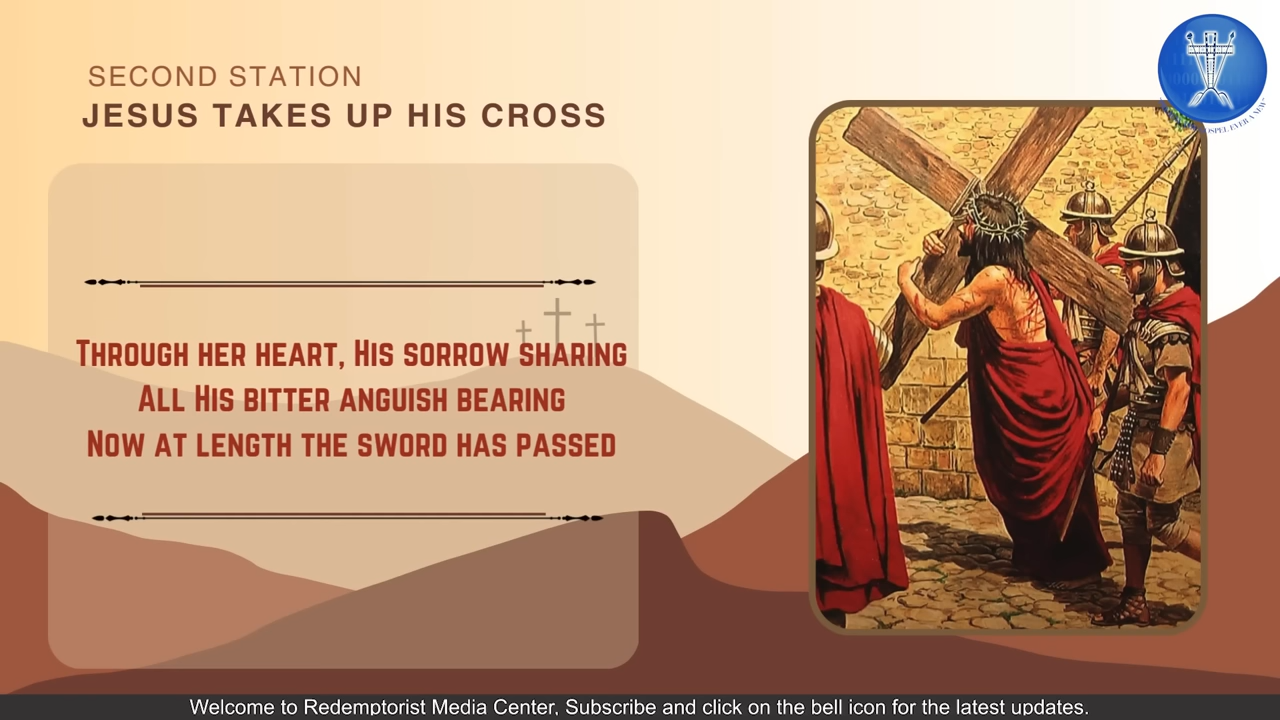 SECOND STATION
JESUS TAKES UP HIS CROSS
THROUGH HER HEART, HIS SORROW SHARING
ALL HIS BITTER ANGUISH BEARING
NOW AT LENGTH THE SWORD HAS PASSED
Welcome to Redemptorist Media Center, Subscribe and click on the bell icon for the latest updates.